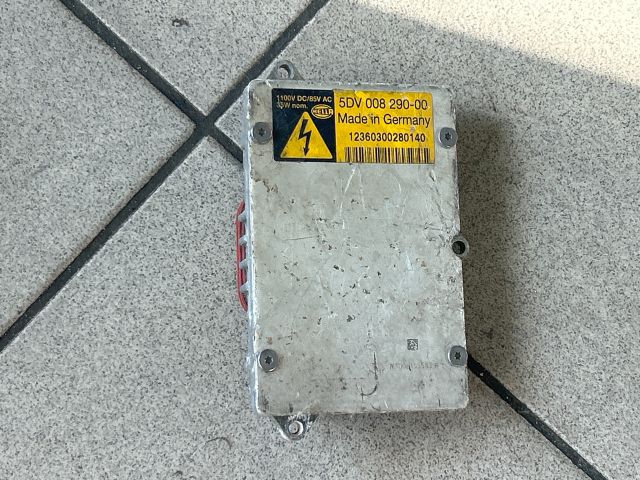 1100V DC/85V AC
35W nom.
HELLA
5DV 008 290-00
Made in Germany
12360300280140